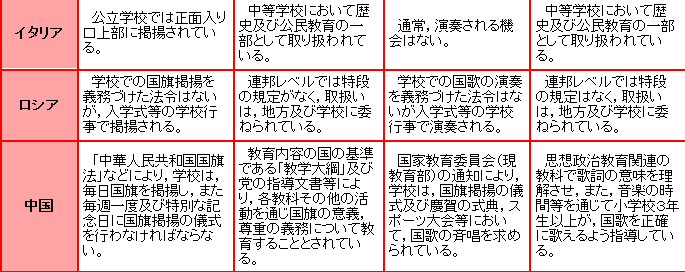 イタリア
公立学校では正面入り
口上部に掲揚されてい
る。
中等学校において歴
史及び公民教育の一
部として取り扱われて
いる。
通常，演奏される機
会はない。
中等学校において歴
史及び公民教育の一
部として取り扱われて
いる。
ロシア
学校での国旗掲揚を
義務づけた法令はない
が，入学式等の学校行
事で掲揚される。
連邦レベルでは特段
の規定がなく，取扱い
は，地方及び学校に委
ねられている。
学校での国歌の演奏
を義務づけた法令はな
いが入学式等の学校
行事で演奏される。
連邦レベルでは特段
の規定はなく，取扱い
は，地方及び学校に委
ねられている。
中国
「中華人民共和国国旗
法」などにより，学校は，
毎日国旗を掲揚し，また
毎週一度及び特別な記
念日に国旗掲揚の儀式
を行わなければならな
い。
教育内容の国の基準
である「教学大綱」及び
党の指導文書等によ
り，各教科その他の活
動を通じ国旗の意義，
尊重の義務について教
育することとされている。
国家教育委員会（現
教育部）の通知により，
学校は，国旗掲揚の儀
式及び慶賀の式典，ス
ポーツ大会等におい
て，国歌の斉唱を求め
られている。
思想政治教育関連の
教科で歌詞の意味を理
解させ，また，音楽の時
間等を通じて小学校３年
生以上が，国歌を正確
に歌えるよう指導してい
る。